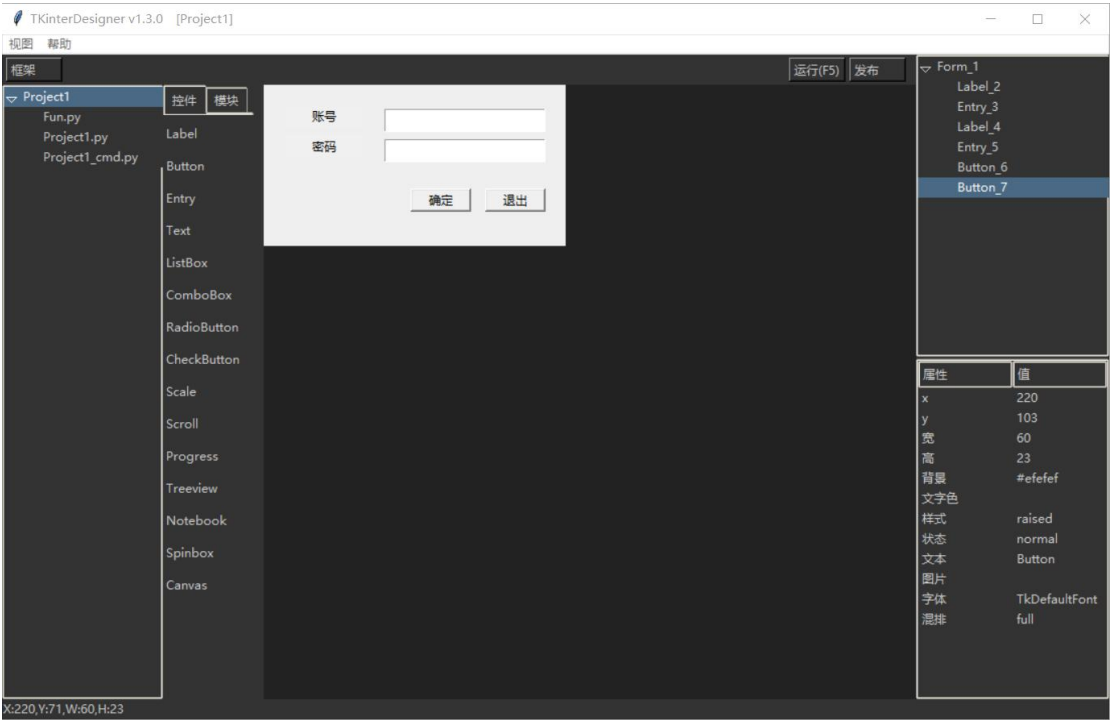 TKinterDesigner v1.3.0 [Project1]
视图 帮助
框架
运行(F5) 发布
Project1
Fun.py
Project1.py
Project1_cmd.py
控件 模块
Label
Button
Entry
Text
ListBox
ComboBox
RadioButton
CheckButton
Scale
Scroll
Progress
Treeview
Notebook
Spinbox
Canvas
账号
密码
确定 退出
Form_1
Label_2
Entry_3
Label_4
Entry_5
Button_6
Button_7
属性 值
x 220
y 103
宽 60
高 23
背景 #efefef
文字色
样式 raised
状态 normal
文本 Button
图片
字体 TkDefaultFont
混排 full
X:220,Y:71,W:60,H:23